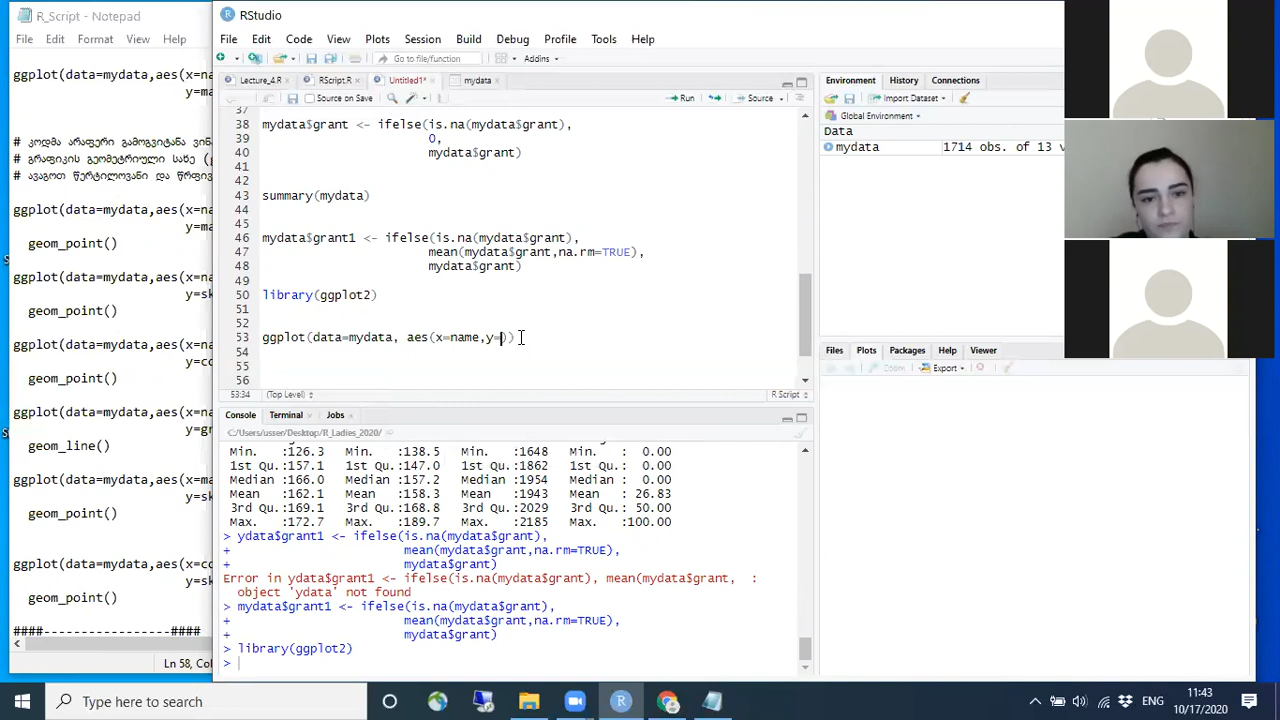 R_Script - Notepad
File Edit Format View Help
ggplot(data=mydata,aes(x=na
y=ma
# კოდმა არაფერი გამოგვიტანა ვინა
# გრაფიკის გეომეტრიული სახე (g
# ავაგოთ წერტილოვანი და წრფივ
ggplot(data=mydata,aes(x=na
y=ma
geom_point()
ggplot(data=mydata,aes(x=na
y=sk
geom_point()
ggplot(data=mydata,aes(x=na
y=co
geom_point()
ggplot(data=mydata,aes(x=na
y=gr
geom_line()
ggplot(data=mydata,aes(x=ma
y=sk
geom_point()
ggplot(data=mydata,aes(x=co
y=sk
geom_point()
####-----------------####
Ln 58, Col
RStudio
File Edit Code View Plots Session Build Debug Profile Tools Help
Go to file/function Addins
Lecture_4.R RScript.R Untitled1* mydata
Source on Save Run Source
37
38 mydata$grant <- ifelse(is.na(mydata$grant),
39 0,
40 mydata$grant)
41
42
43 summary(mydata)
44
45
46 mydata$grant1 <- ifelse(is.na(mydata$grant),
47 mean(mydata$grant,na.rm=TRUE),
48 mydata$grant)
49
50 library(ggplot2)
51
52
53 ggplot(data=mydata, aes(x=name,y=))
54
55
56
53:34 (Top Level) R Script
Console Terminal Jobs
C:/Users/usser/Desktop/R_Ladies_2020/
Min. :126.3 Min. :138.5 Min. :1648 Min. : 0.00
1st Qu.:157.1 1st Qu.:147.0 1st Qu.:1862 1st Qu.: 0.00
Median :166.0 Median :157.2 Median :1954 Median : 0.00
Mean :162.1 Mean :158.3 Mean :1943 Mean : 26.83
3rd Qu.:169.1 3rd Qu.:168.8 3rd Qu.:2029 3rd Qu.: 50.00
Max. :172.7 Max. :189.7 Max. :2185 Max. :100.00
> ydata$grant1 <- ifelse(is.na(mydata$grant),
+ mean(mydata$grant,na.rm=TRUE),
+ mydata$grant)
Error in ydata$grant1 <- ifelse(is.na(mydata$grant), mean(mydata$grant, :
object 'ydata' not found
> mydata$grant1 <- ifelse(is.na(mydata$grant),
+ mean(mydata$grant,na.rm=TRUE),
+ mydata$grant)
> library(ggplot2)
>
Environment History Connections
Import Dataset
Global Environment
Data
mydata 1714 obs. of 13 v
Files Plots Packages Help Viewer
Zoom Export
Type here to search
ENG
11:43
10/17/2020